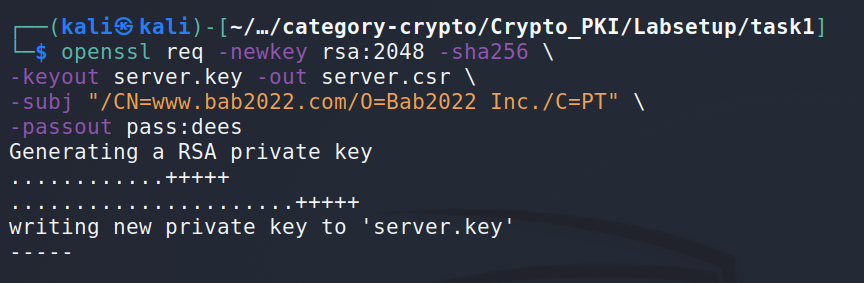 ┌──(kali㉿kali)-[~/…/category-crypto/Crypto_PKI/Labsetup/task1]
└─$ openssl req -newkey rsa:2048 -sha256 \
-keyout server.key -out server.csr \
-subj "/CN=www.bab2022.com/O=Bab2022 Inc./C=PT" \
-passout pass:dees
Generating a RSA private key
............+++++
......................+++++
writing new private key to 'server.key'
-----